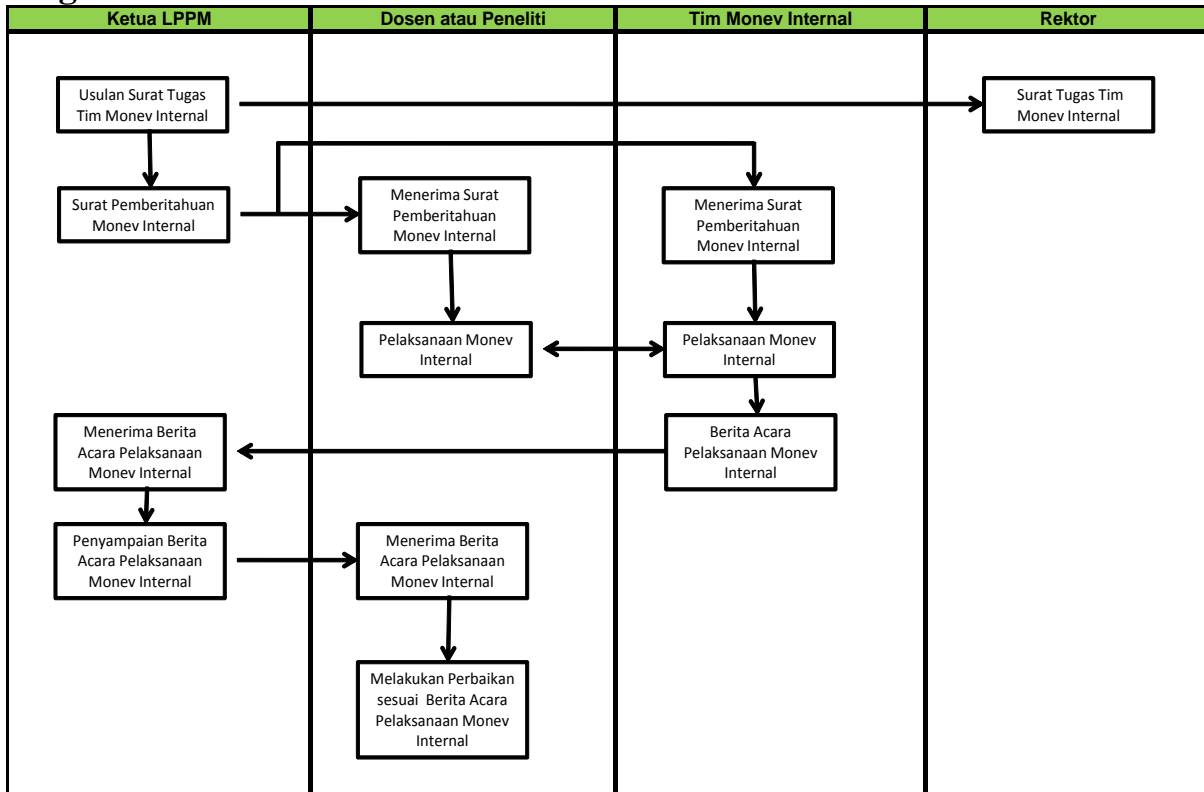 Ketua LPPM
Dosen atau Peneliti
Tim Monev Internal
Rektor
Usulan Surat Tugas
Tim Monev Internal
Surat Tugas Tim
Monev Internal
Surat Pemberitahuan
Monev Internal
Menerima Surat
Pemberitahuan
Monev Internal
Menerima Surat
Pemberitahuan
Monev Internal
Pelaksanaan Monev
Internal
Pelaksanaan Monev
Internal
Menerima Berita
Acara Pelaksanaan
Monev Internal
Berita Acara
Pelaksanaan Monev
Internal
Penyampaian Berita
Acara Pelaksanaan
Monev Internal
Menerima Berita
Acara Pelaksanaan
Monev Internal
Melakukan Perbaikan
sesuai Berita Acara
Pelaksanaan Monev
Internal